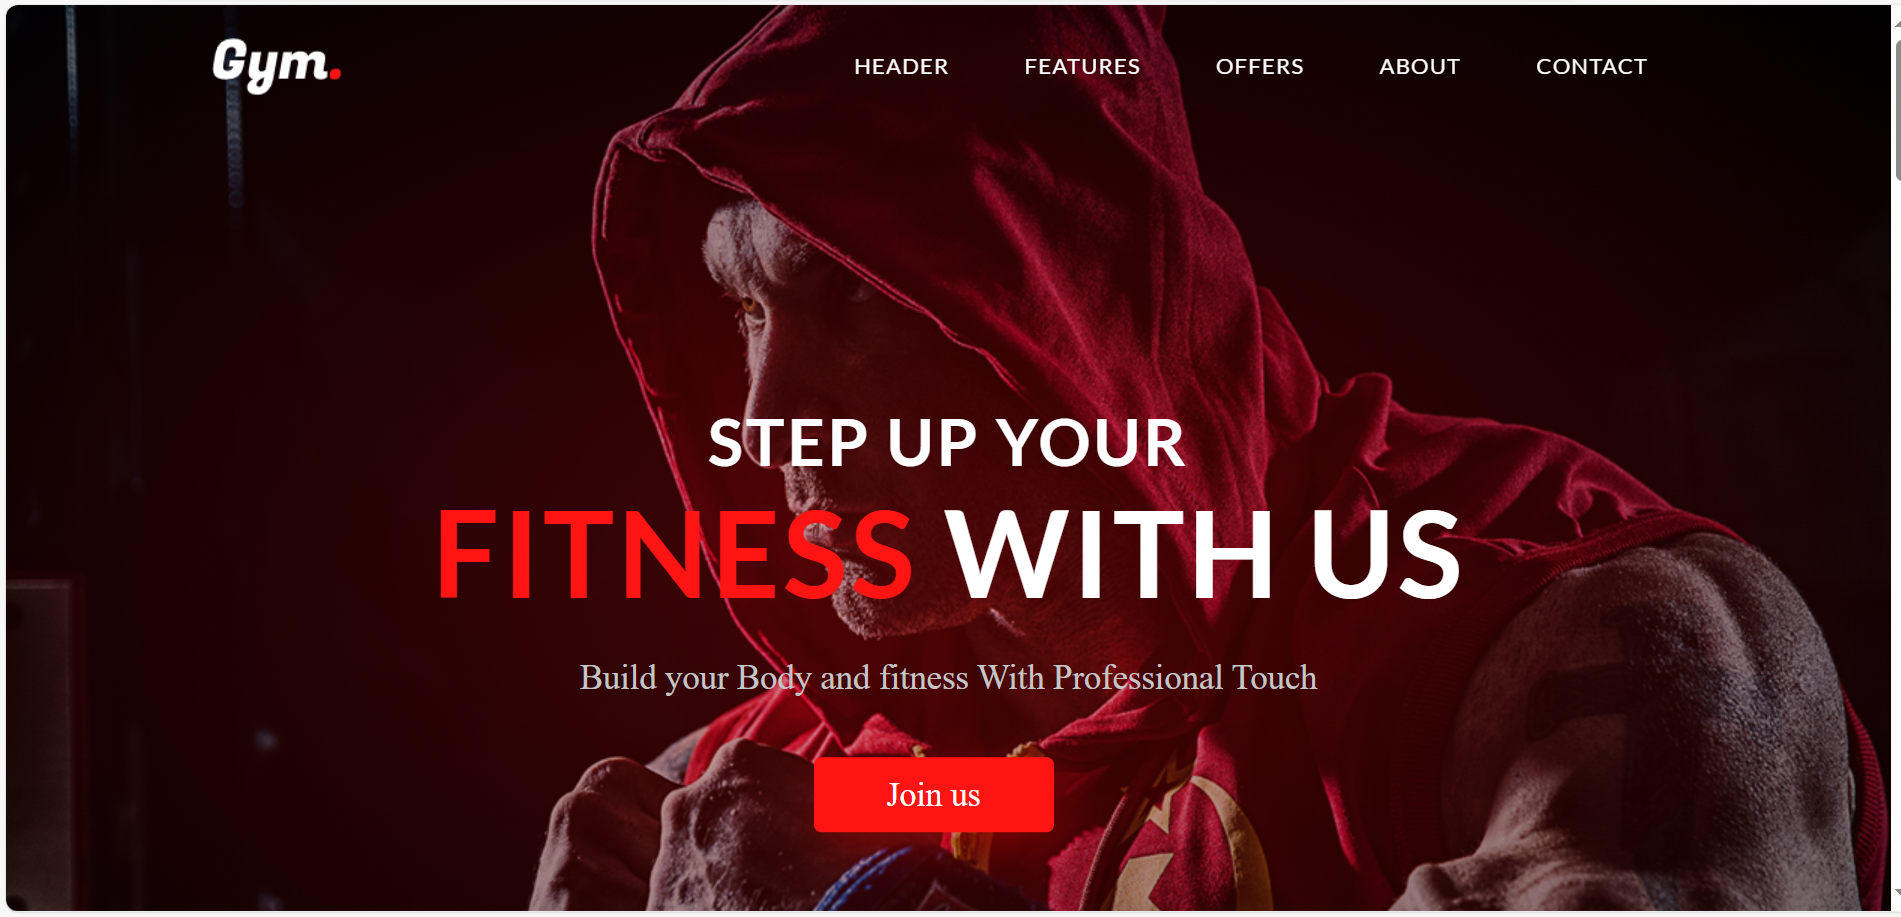 Gym.
HEADER FEATURES OFFERS ABOUT CONTACT
STEP UP YOUR
FITNESS WITH US
Build your Body and fitness With Professional Touch
Join us